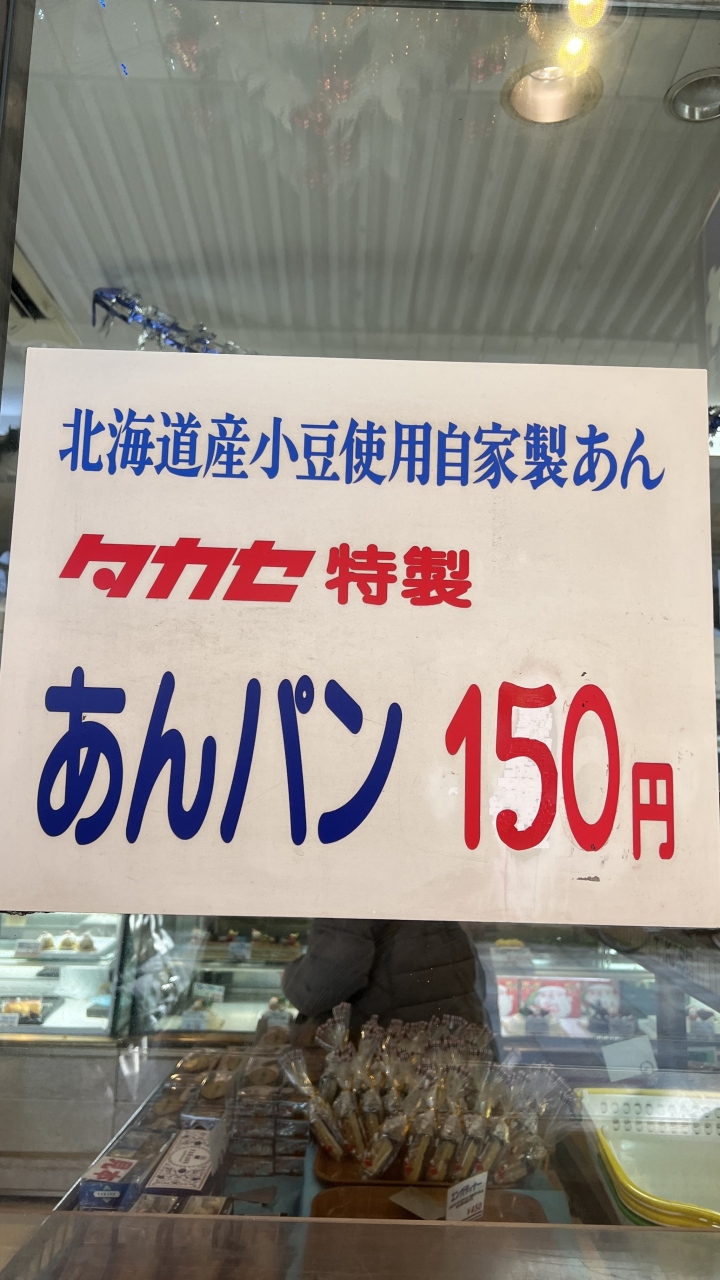 北海道産小豆使用自家製あん
タカセ 特製
あんパン 150円